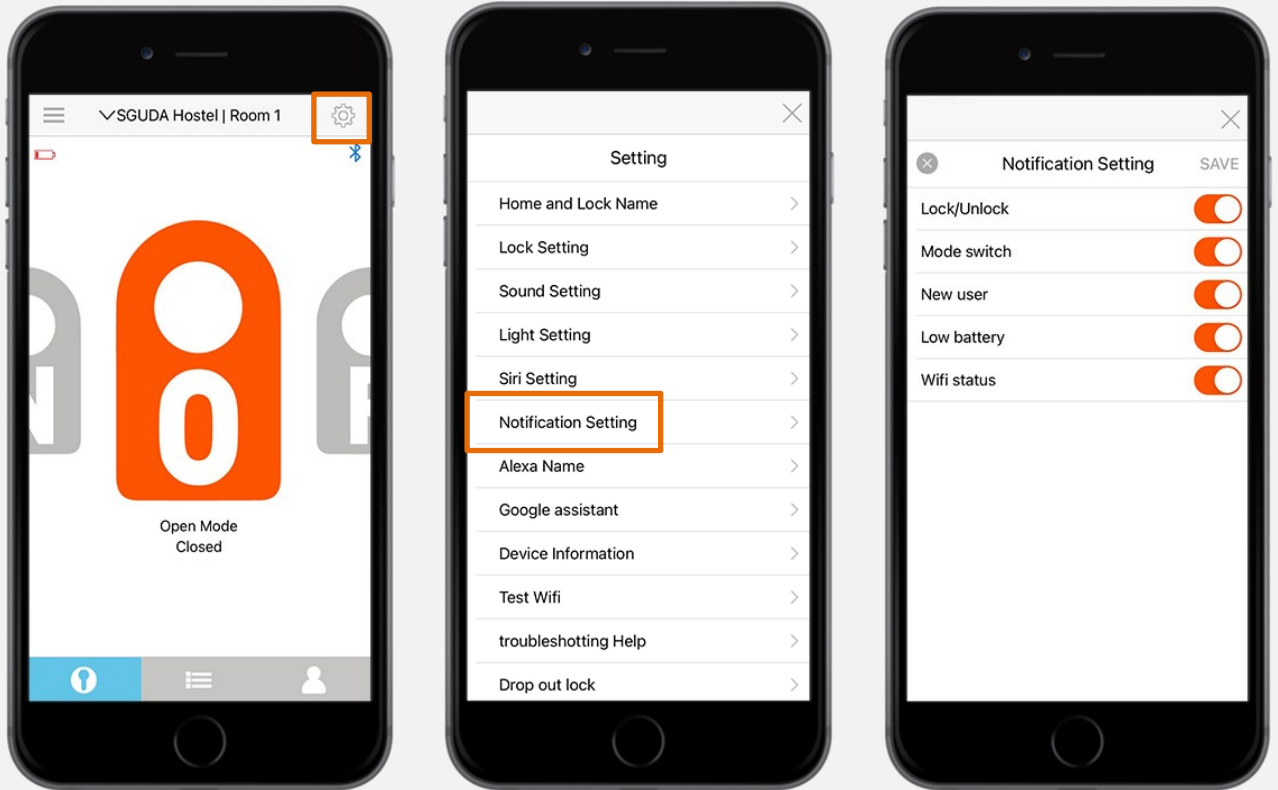 SGUDA Hostel | Room 1
N
0
Open Mode
Closed
Setting
Home and Lock Name
Lock Setting
Sound Setting
Light Setting
Siri Setting
Notification Setting
Alexa Name
Google assistant
Device Information
Test Wifi
troubleshotting Help
Drop out lock
Notification Setting SAVE
Lock/Unlock
Mode switch
New user
Low battery
Wifi status